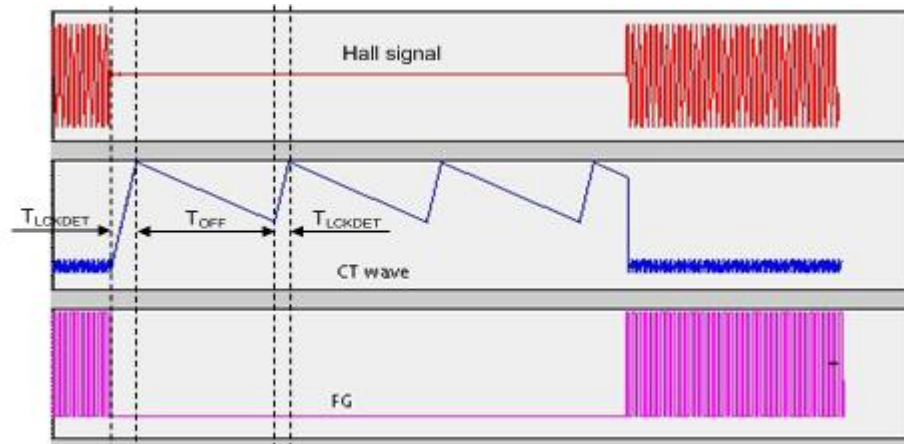 Hall signal
TLCKDET
TOFF
TLCKDET
CT wave
FG